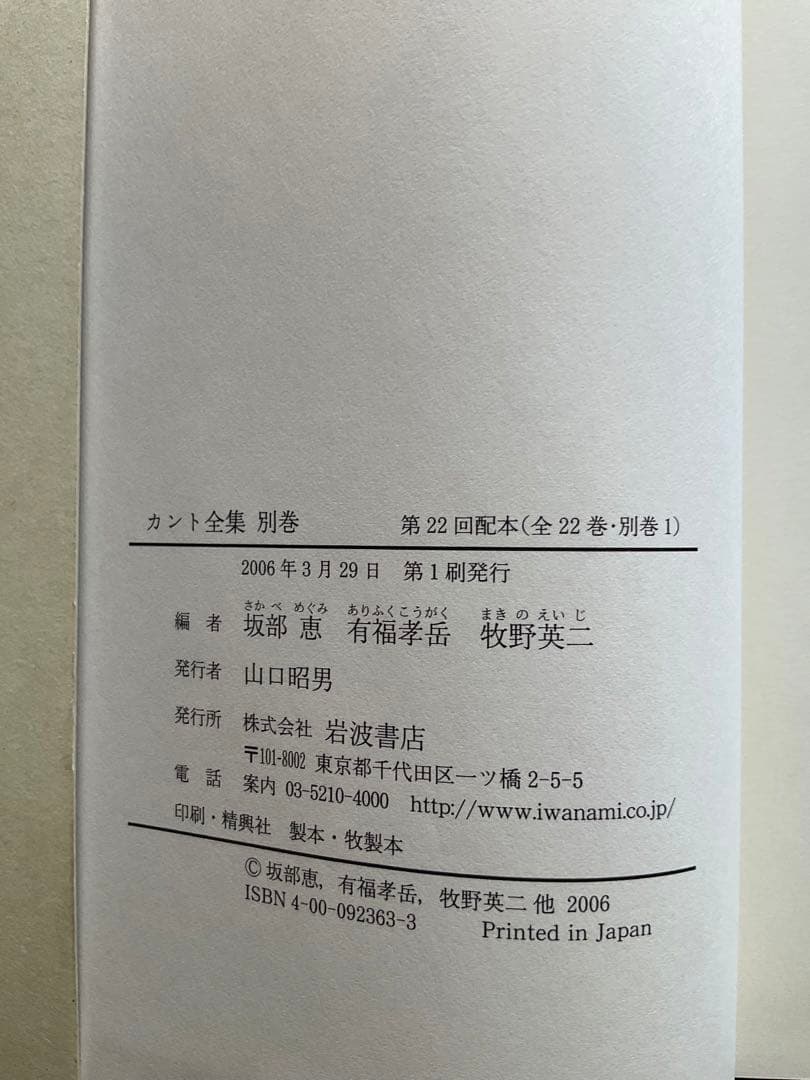 カント全集 別巻　第22回配本(全22巻・別巻1)
2006年3月29日　第1刷発行
さかべ めぐみ　ありふくこうがく　まきのえいじ
編者　坂部 恵　有福孝岳　牧野英二
発行者　山口昭男
発行所　株式会社 岩波書店
〒101-8002 東京都千代田区一ツ橋2-5-5
電話　案内 03-5210-4000　http://www.iwanami.co.jp/
印刷・精興社　製本・牧製本
© 坂部恵, 有福孝岳, 牧野英二 他 2006
ISBN 4-00-092363-3　Printed in Japan